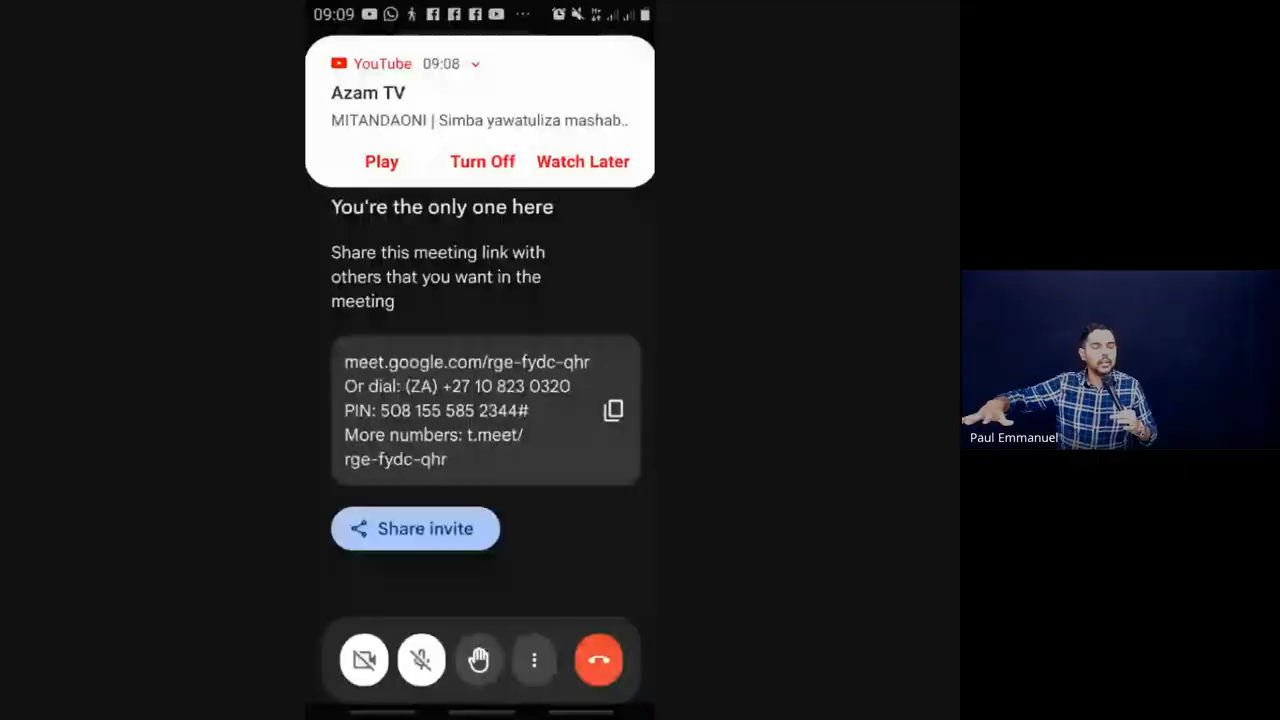 09:09
YouTube 09:08
Azam TV
MITANDAONI | Simba yawatuliza mashab..
Play Turn Off Watch Later
You're the only one here
Share this meeting link with
others that you want in the
meeting
meet.google.com/rge-fydc-qhr
Or dial: (ZA) +27 10 823 0320
PIN: 508 155 585 2344#
More numbers: t.meet/
rge-fydc-qhr
Share invite
Paul Emmanuel